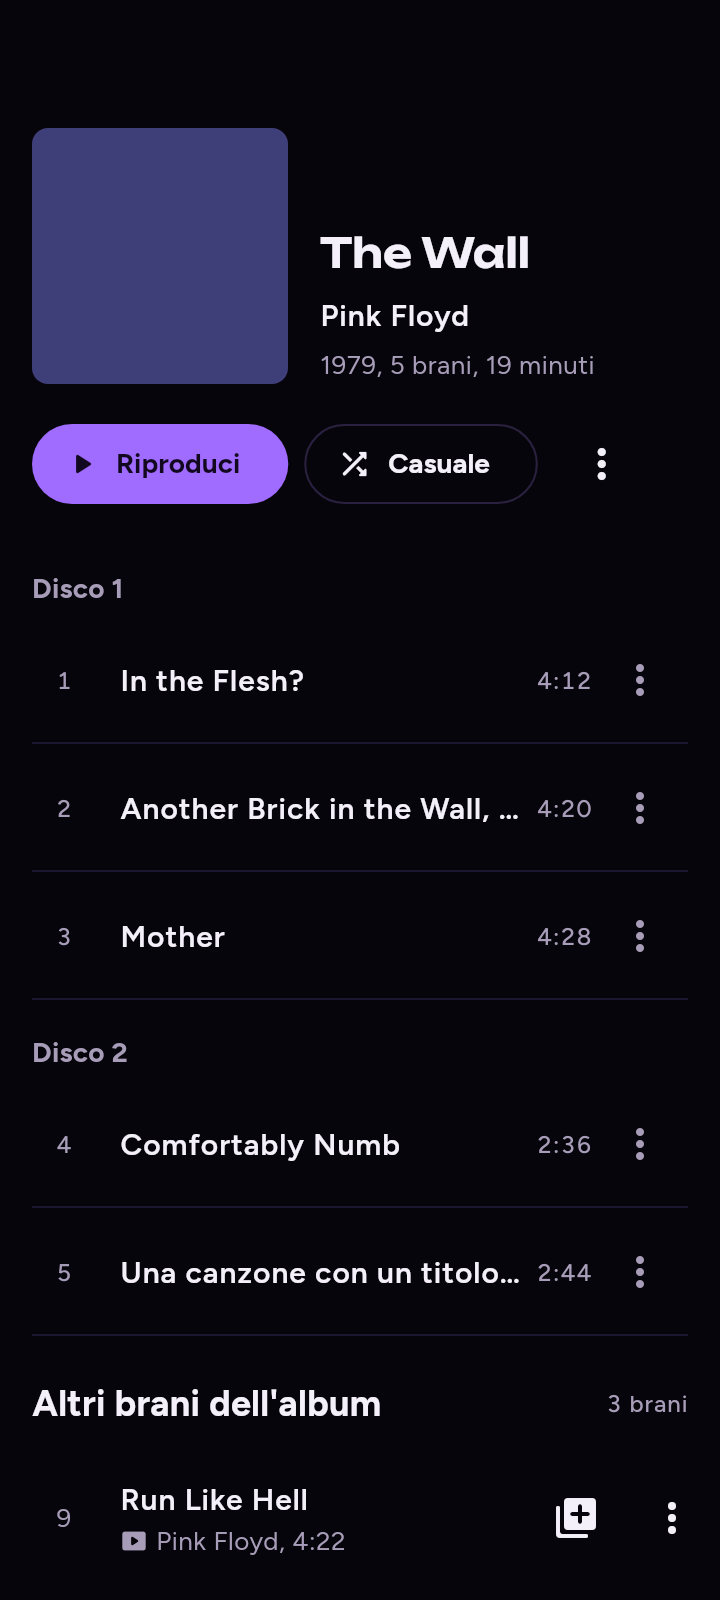 The Wall
Pink Floyd
1979, 5 brani, 19 minuti
Riproduci
Casuale
Disco 1
1 In the Flesh? 4:12
2 Another Brick in the Wall, ... 4:20
3 Mother 4:28
Disco 2
4 Comfortably Numb 2:36
5 Una canzone con un titolo... 2:44
Altri brani dell'album 3 brani
9 Run Like Hell
Pink Floyd, 4:22